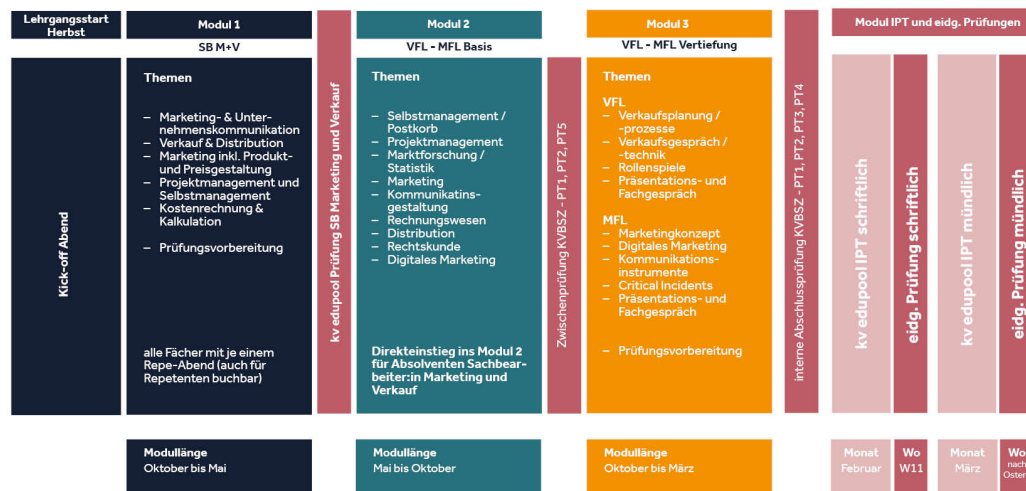 Lehrgangsstart
Herbst
Kick-off Abend
Modul 1
SB M+V
Themen
– Marketing- & Unter-
nehmenskommunikation
– Verkauf & Distribution
– Marketing inkl. Produkt-
und Preisgestaltung
– Projektmanagement und
Selbstmanagement
– Kostenrechnung &
Kalkulation
– Prüfungsvorbereitung
alle Fächer mit je einem
Repe-Abend (auch für
Repetenten buchbar)
Modullänge
Oktober bis Mai
kv edupool Prüfung SB Marketing und Verkauf
Modul 2
VFL - MFL Basis
Themen
– Selbstmanagement /
Postkorb
– Projektmanagement
– Marktforschung /
Statistik
– Marketing
– Kommunikatins-
gestaltung
– Rechnungswesen
– Distribution
– Rechtskunde
– Digitales Marketing
Direkteinstieg ins Modul 2
für Absolventen Sachbear-
beiter:in Marketing und
Verkauf
Modullänge
Mai bis Oktober
Zwischenprüfung KVBSZ - PT1, PT2, PT5
Modul 3
VFL - MFL Vertiefung
Themen
VFL
– Verkaufsplanung /
-prozesse
– Verkaufsgespräch /
-technik
– Rollenspiele
– Präsentations- und
Fachgespräch
MFL
– Marketingkonzept
– Digitales Marketing
– Kommunikations-
instrumente
– Critical Incidents
– Präsentations- und
Fachgespräch
– Prüfungsvorbereitung
Modullänge
Oktober bis März
interne Abschlussprüfung KVBSZ - PT1, PT2, PT3, PT4
Modul IPT und eidg. Prüfungen
kv edupool IPT schriftlich
eidg. Prüfung schriftlich
kv edupool IPT mündlich
eidg. Prüfung mündlich
Monat
Februar
Wo
W11
Monat
März
Wo
nach
Oster